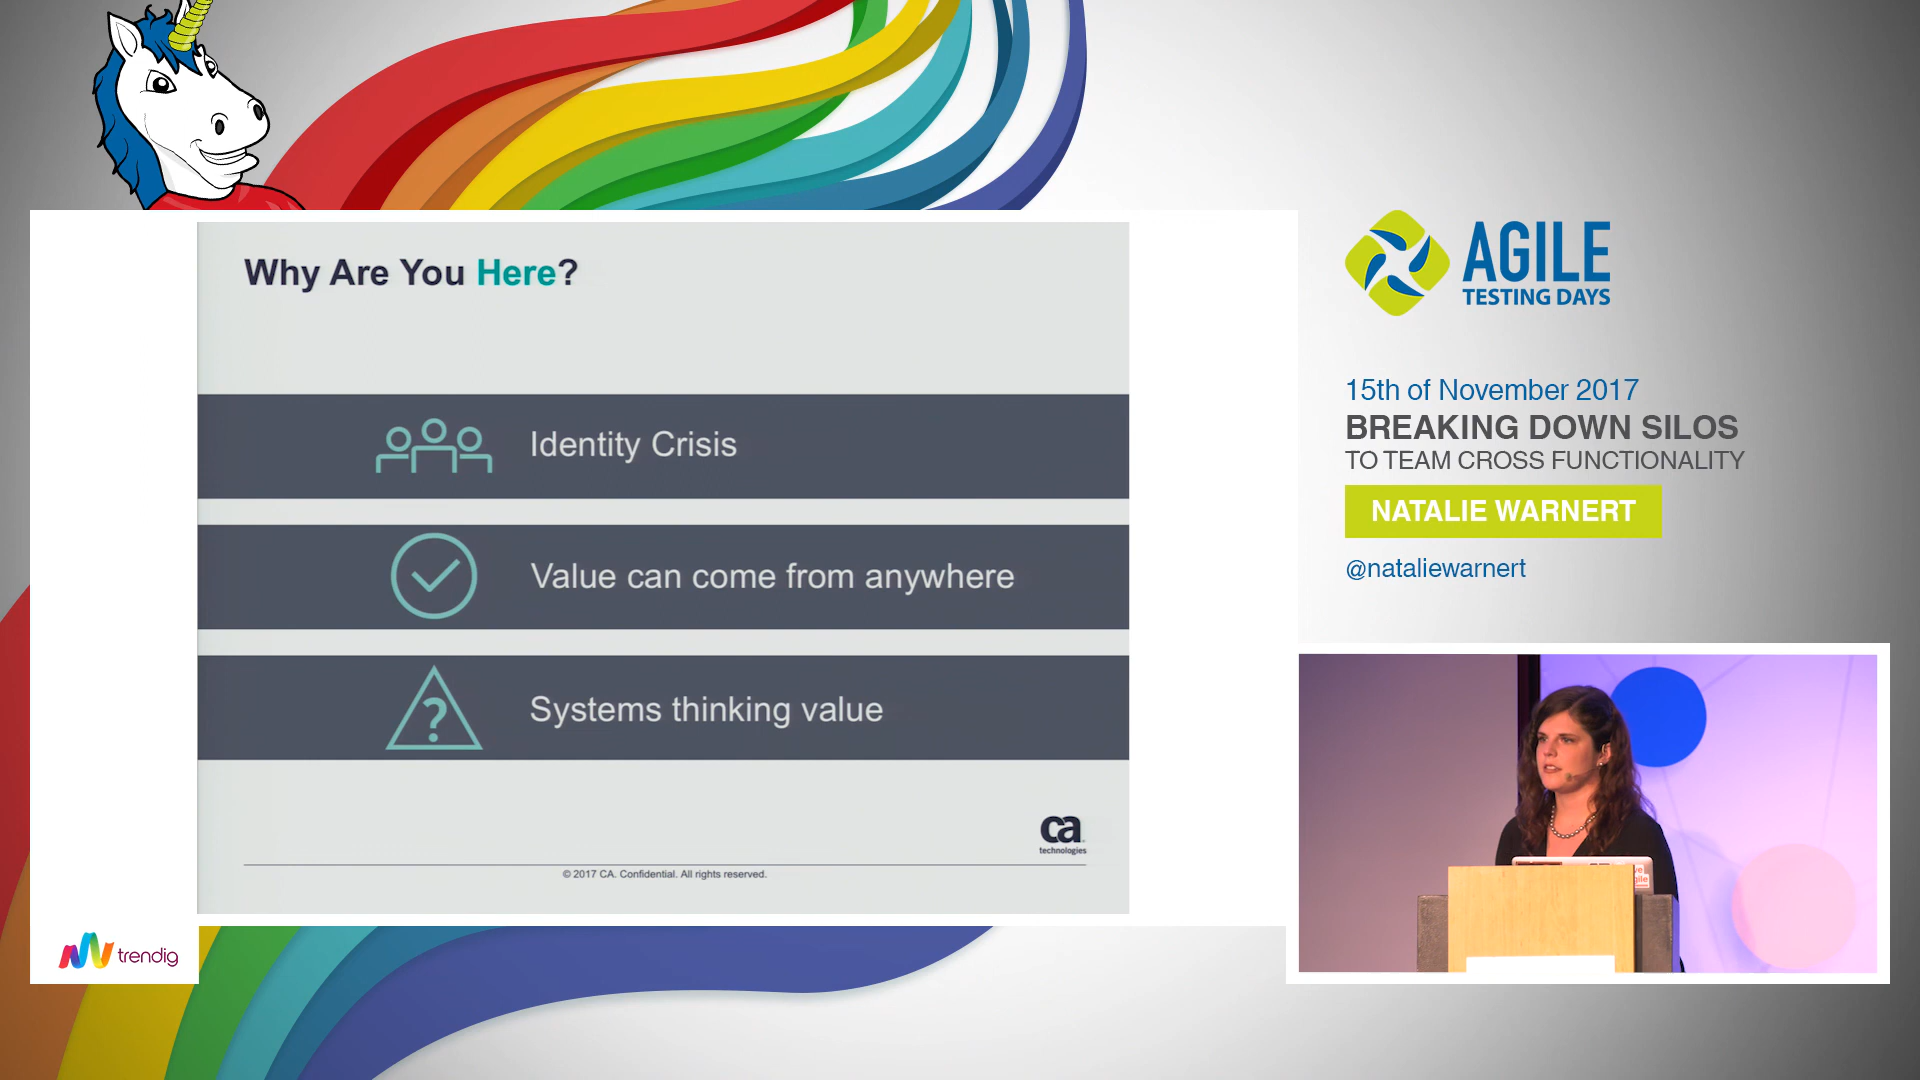 Why Are You Here?
Identity Crisis
Value can come from anywhere
Systems thinking value
ca
technologies
© 2017 CA. Confidential. All rights reserved.
trendig
AGILE
TESTING DAYS
15th of November 2017
BREAKING DOWN SILOS
TO TEAM CROSS FUNCTIONALITY
NATALIE WARNERT
@nataliewarnert